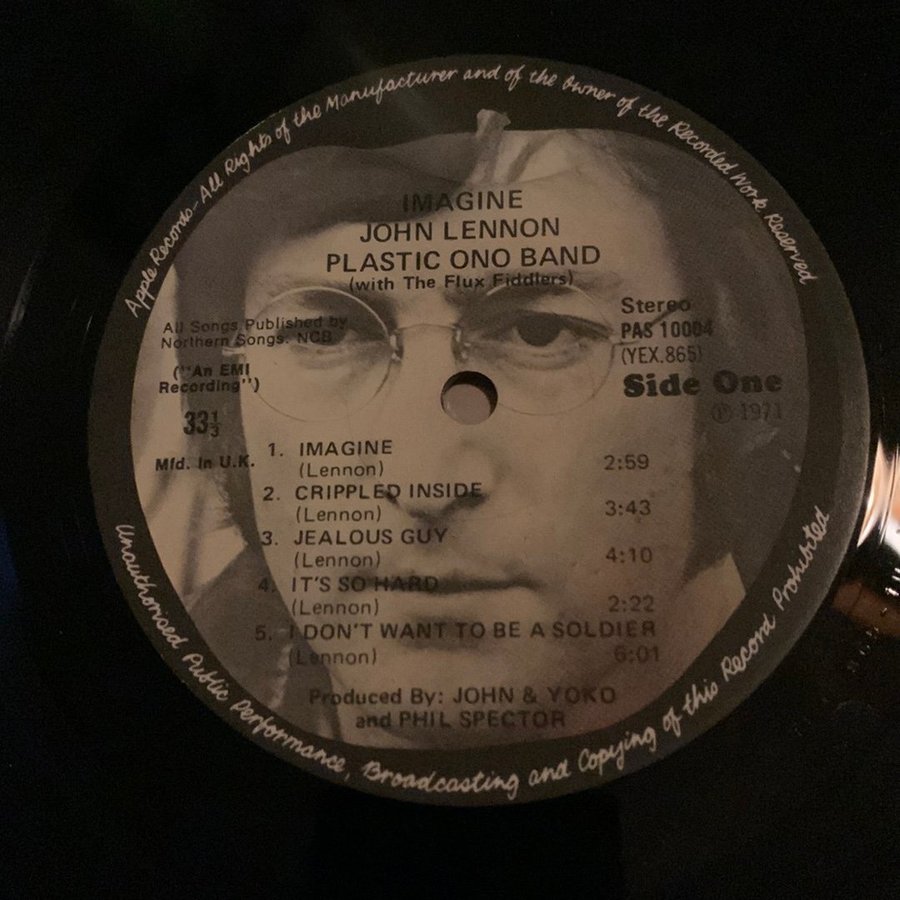 Apple Records-All Rights of the Manufacturer and of the Owner of the Recorded Work Reserved
IMAGINE
JOHN LENNON
PLASTIC ONO BAND
(with The Flux Fiddlers)
All Songs Published by
Northern Songs. NCB
("An EMI
Recording")
33⅓
Mfd. In U.K.
Stereo
PAS 10004
(YEX.865)
Side One
℗ 1971
1. IMAGINE
(Lennon) 2:59
2. CRIPPLED INSIDE
(Lennon) 3:43
3. JEALOUS GUY
(Lennon) 4:10
4. IT'S SO HARD
(Lennon) 2:22
5. I DON'T WANT TO BE A SOLDIER
(Lennon) 6:01
Produced By: JOHN & YOKO
and PHIL SPECTOR
Unauthorised Public Performance, Broadcasting and Copying of this Record Prohibited